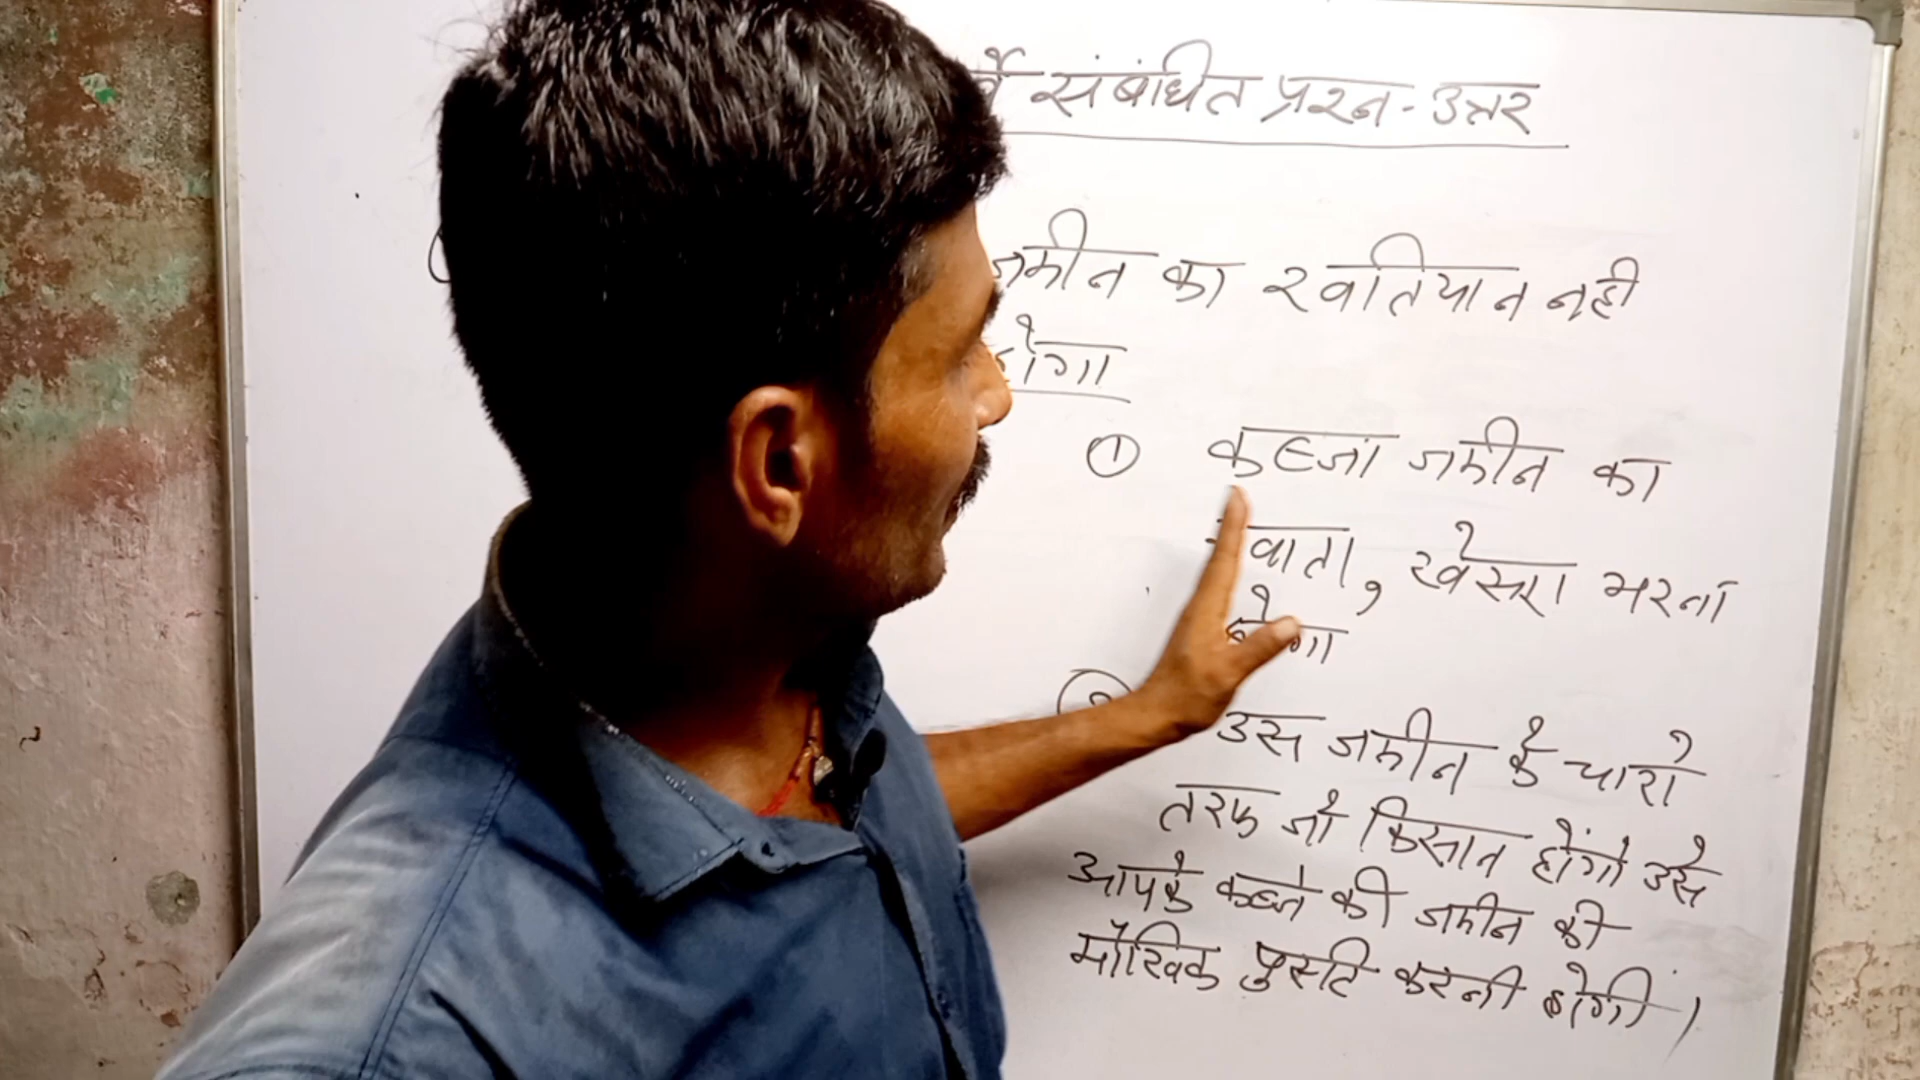 संबंधित प्रश्न-उत्तर
जमीन का खतियान नही
होगा
① कब्जा जमीन का
खाता, खेसरा भरना
होगा
उस जमीन के चारो
तरफ जो किसान होंगे उसे
आपके कब्जे की जमीन की
मौखिक पुस्टि करनी होगी।